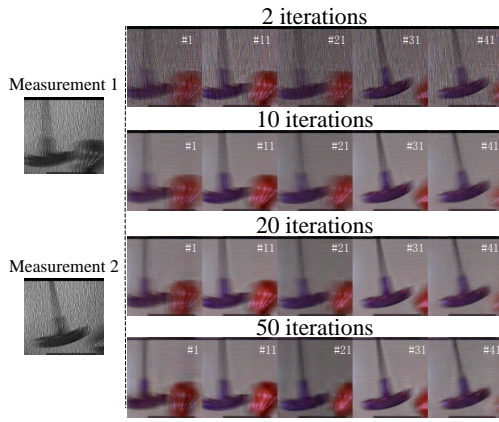 2 iterations
#1 #11 #21 #31 #41
Measurement 1
10 iterations
#1 #11 #21 #31 #41
20 iterations
#1 #11 #21 #31 #41
Measurement 2
50 iterations
#1 #11 #21 #31 #41